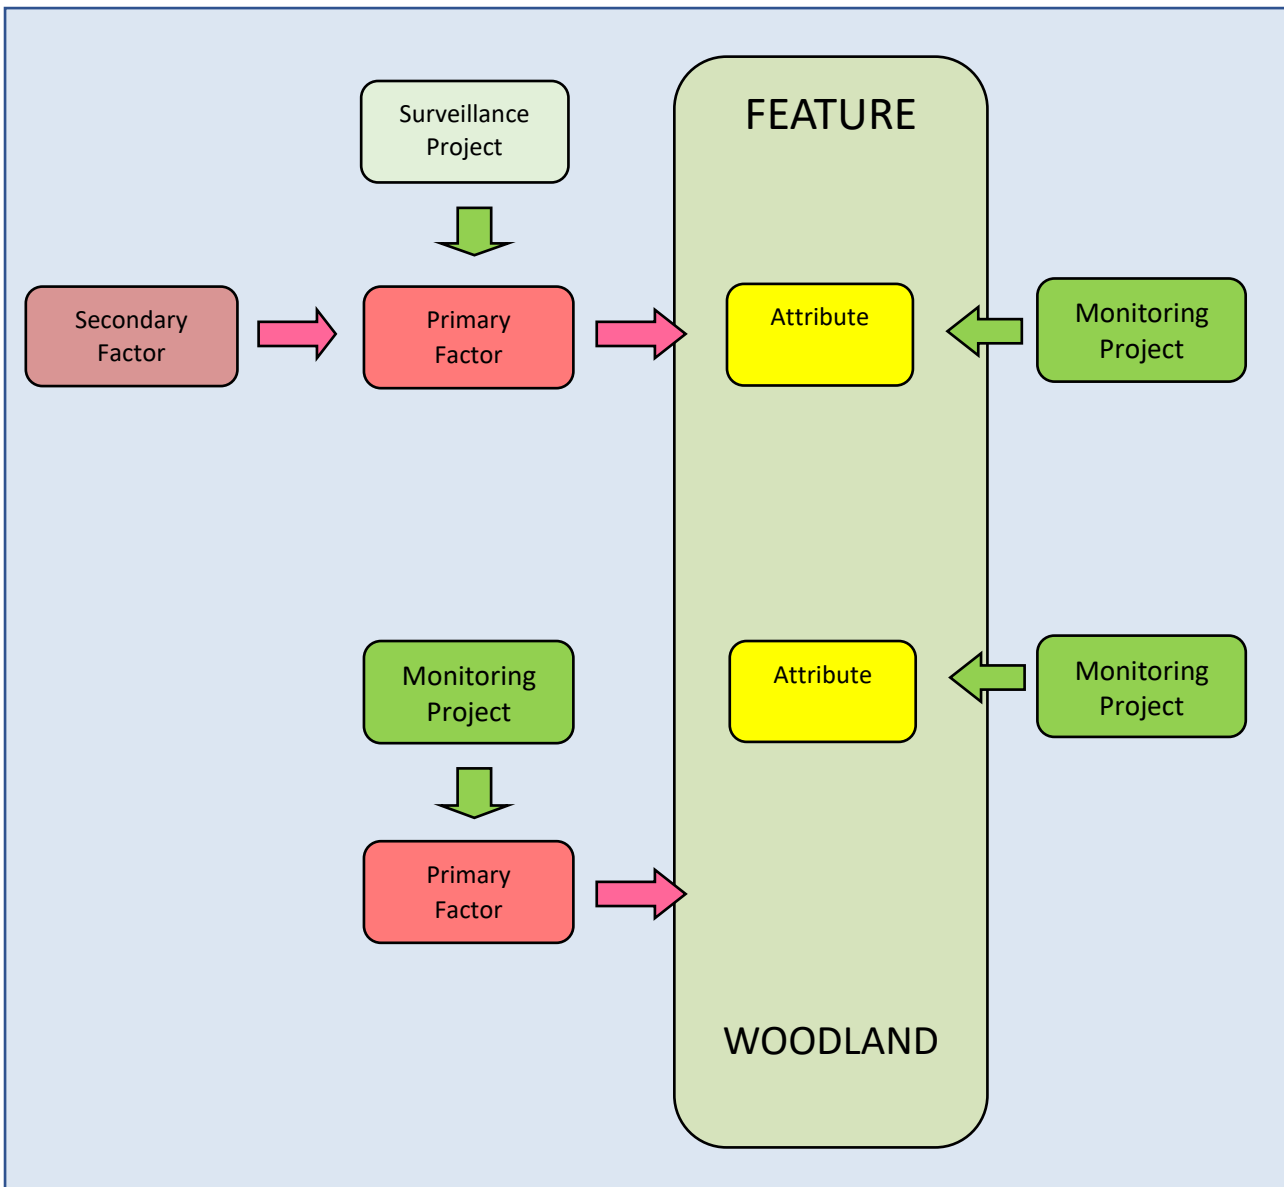 FEATURE
Surveillance
Project
Secondary
Factor
Primary
Factor
Attribute
Monitoring
Project
Monitoring
Project
Attribute
Monitoring
Project
Primary
Factor
WOODLAND